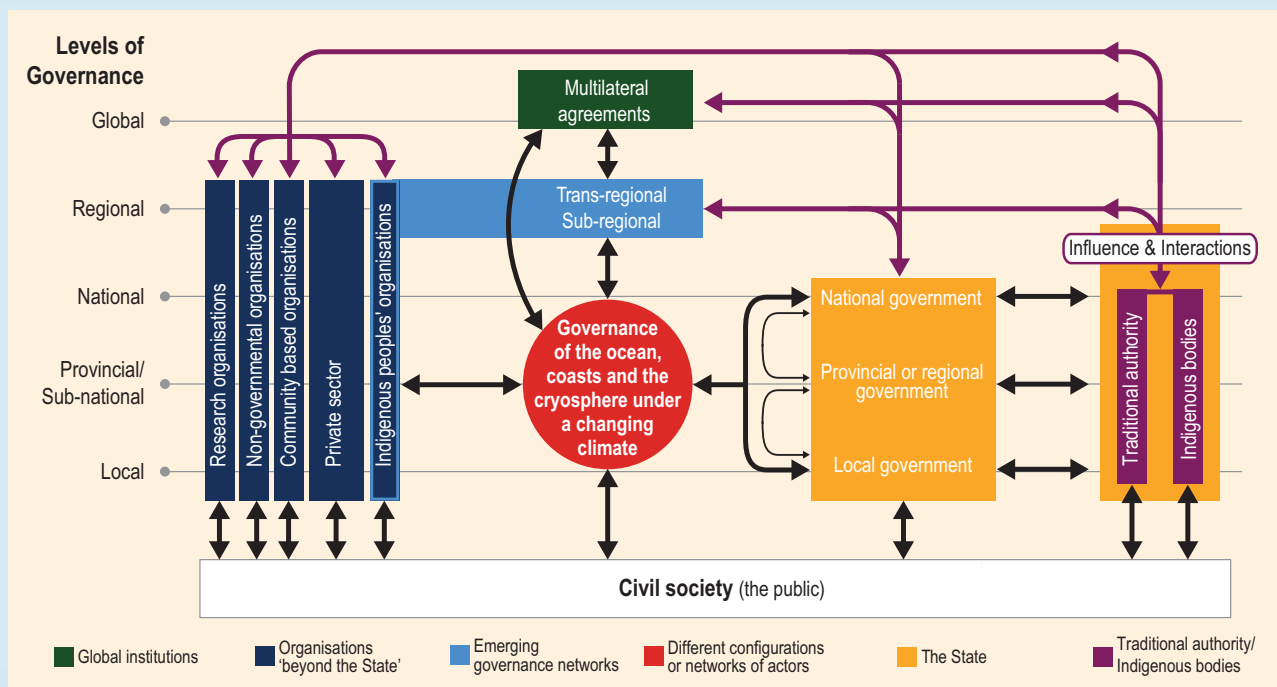 Levels of
Governance
Global
Regional
National
Provincial/
Sub-national
Local
Research organisations
Non-governmental organisations
Community based organisations
Private sector
Indigenous peoples' organisations
Multilateral
agreements
Trans-regional
Sub-regional
Governance
of the ocean,
coasts and the
cryosphere under
a changing
climate
National government
Provincial or regional
government
Local government
Influence & Interactions
Traditional authority
Indigenous bodies
Civil society (the public)
Global institutions
Organisations
‘beyond the State’
Emerging
governance networks
Different configurations
or networks of actors
The State
Traditional authority/
Indigenous bodies